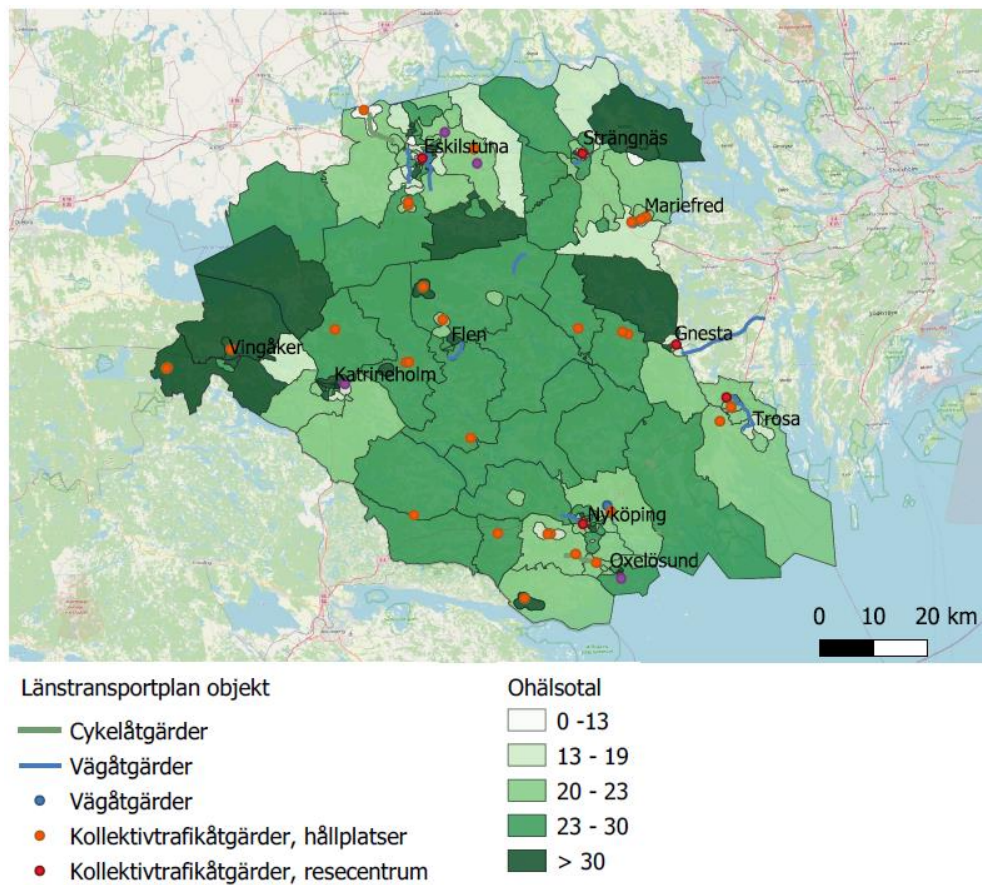 Eskilstuna
Strängnäs
Mariefred
Gnesta
Vingåker
Flen
Katrineholm
Trosa
Nyköping
Oxelösund
0 10 20 km
Länstransportplan objekt
Cykelåtgärder
Vägåtgärder
Vägåtgärder
Kollektivtrafikåtgärder, hållplatser
Kollektivtrafikåtgärder, resecentrum
Ohälsotal
0 -13
13 - 19
20 - 23
23 - 30
> 30